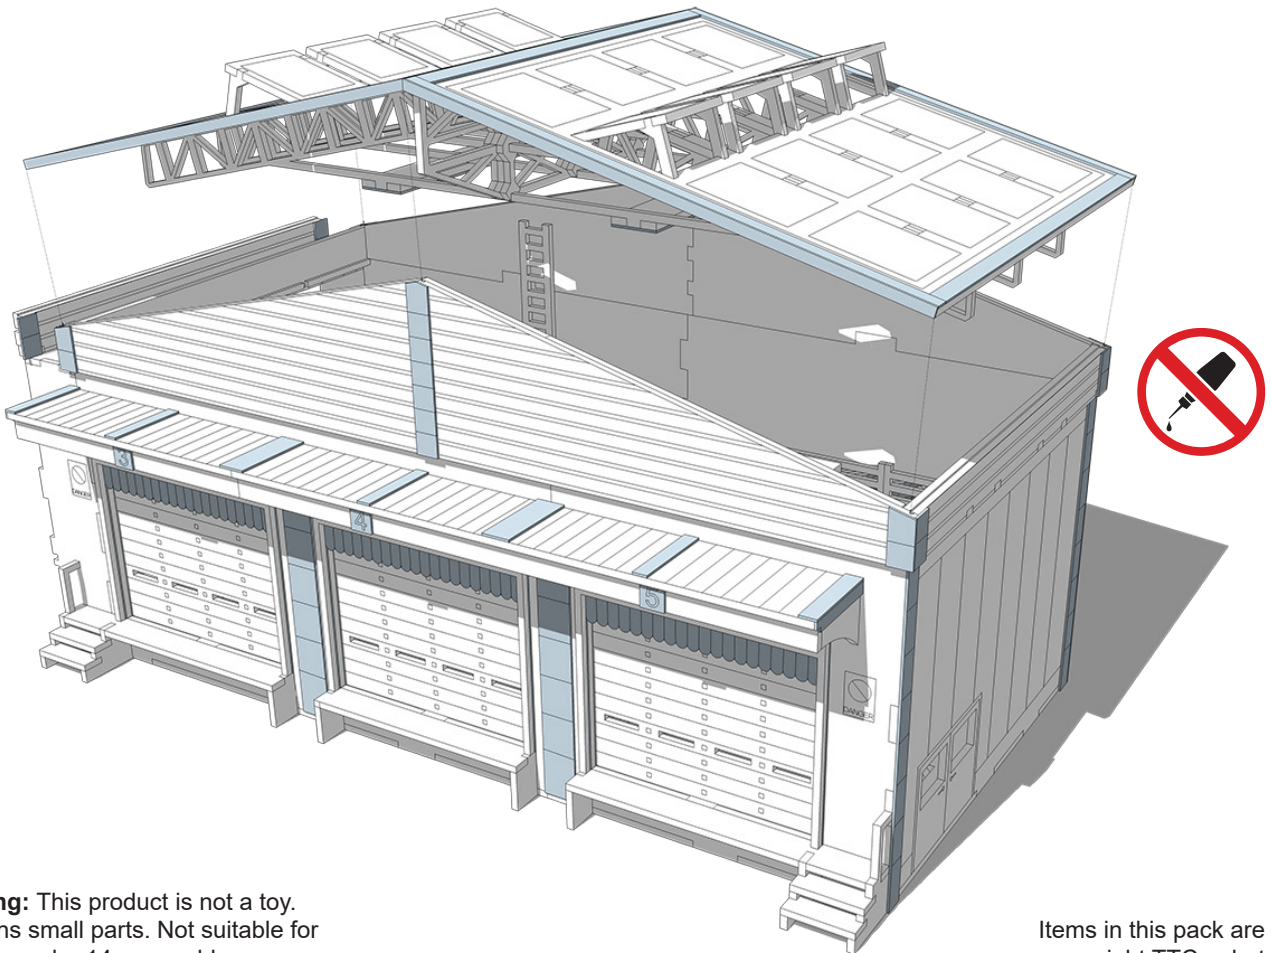 3
4
5
DANGER
DANGER
ng: This product is not a toy.
ns small parts. Not suitable for
Items in this pack are